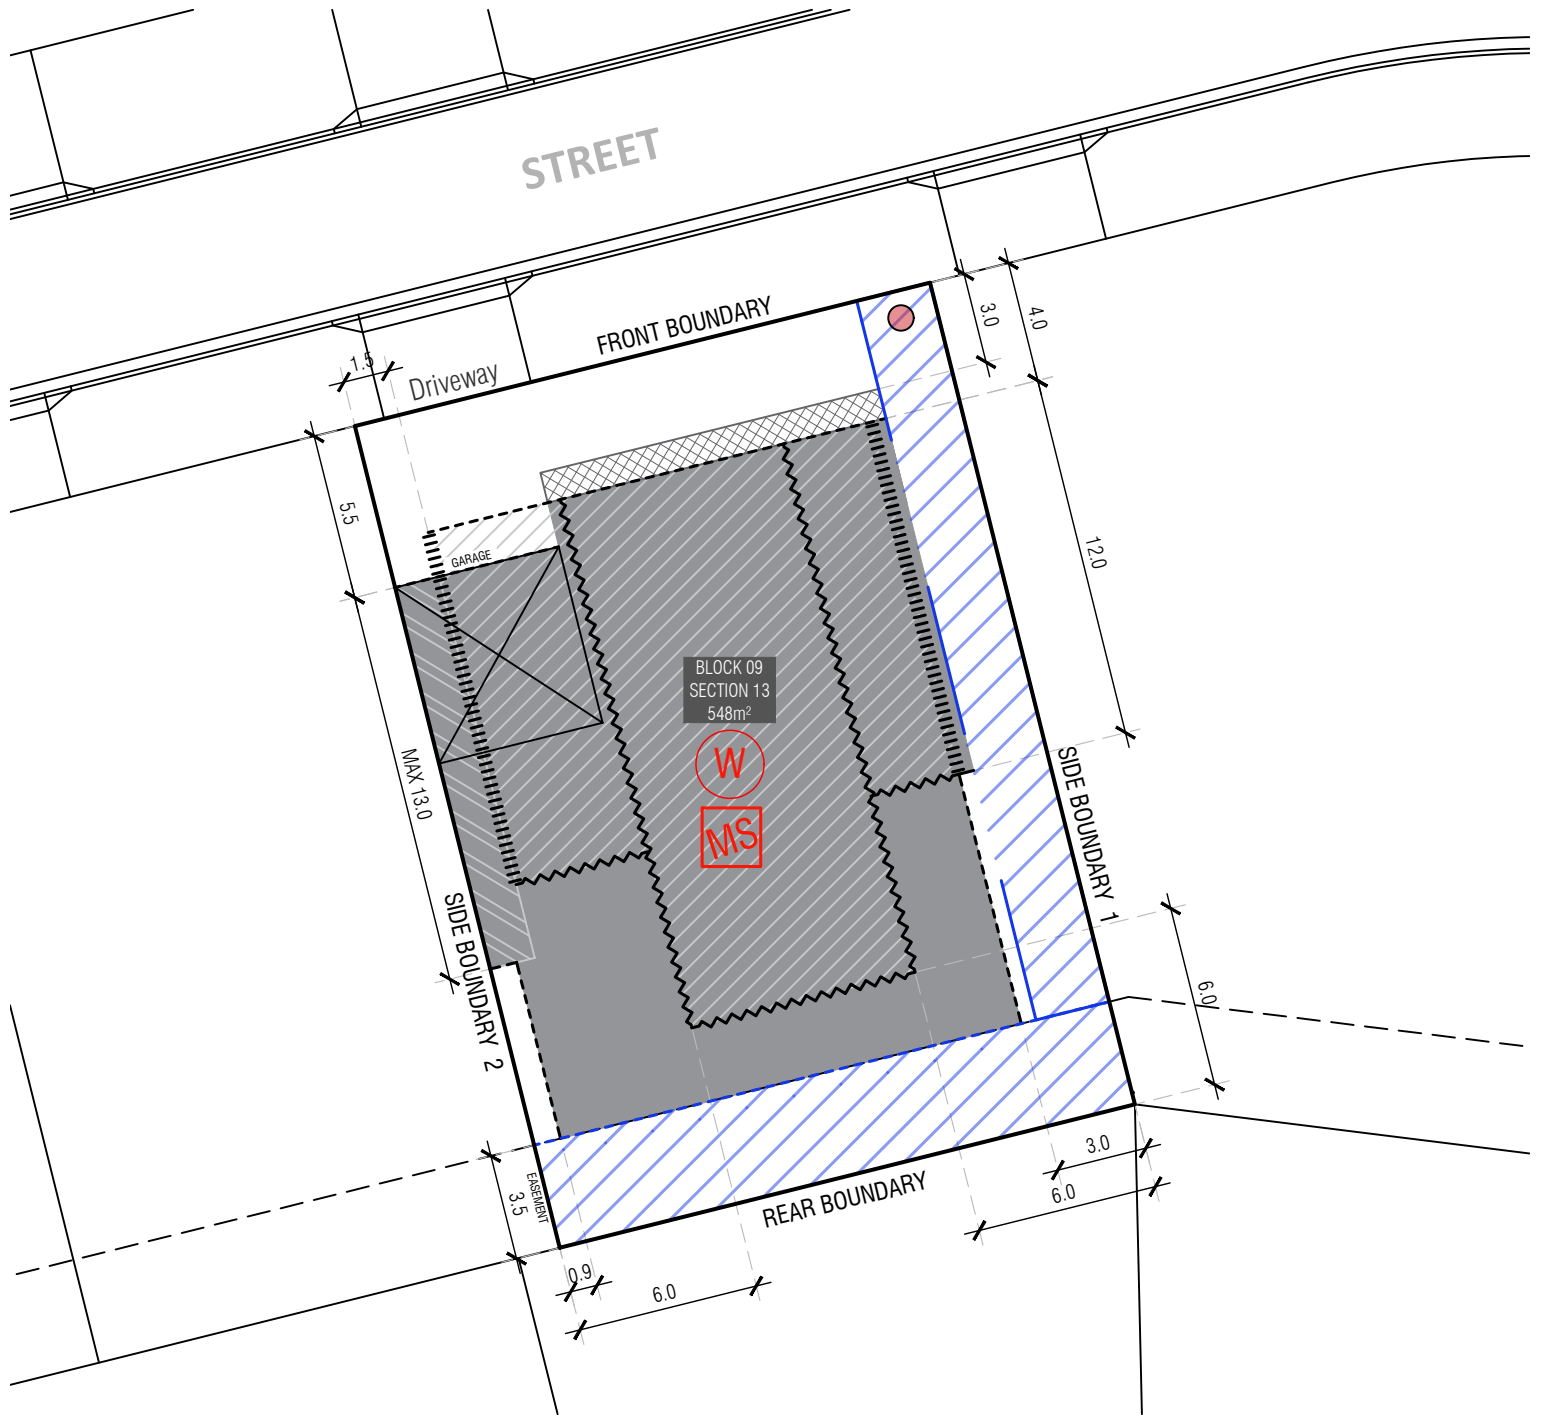 STREET
FRONT BOUNDARY
3.0
4.0
1.5
Driveway
5.5
GARAGE
12.0
BLOCK 09
SECTION 13
548m²
W
MS
MAX 13.0
SIDE BOUNDARY 1
SIDE BOUNDARY 2
6.0
EASEMENT
3.5
3.0
6.0
REAR BOUNDARY
0.9
6.0